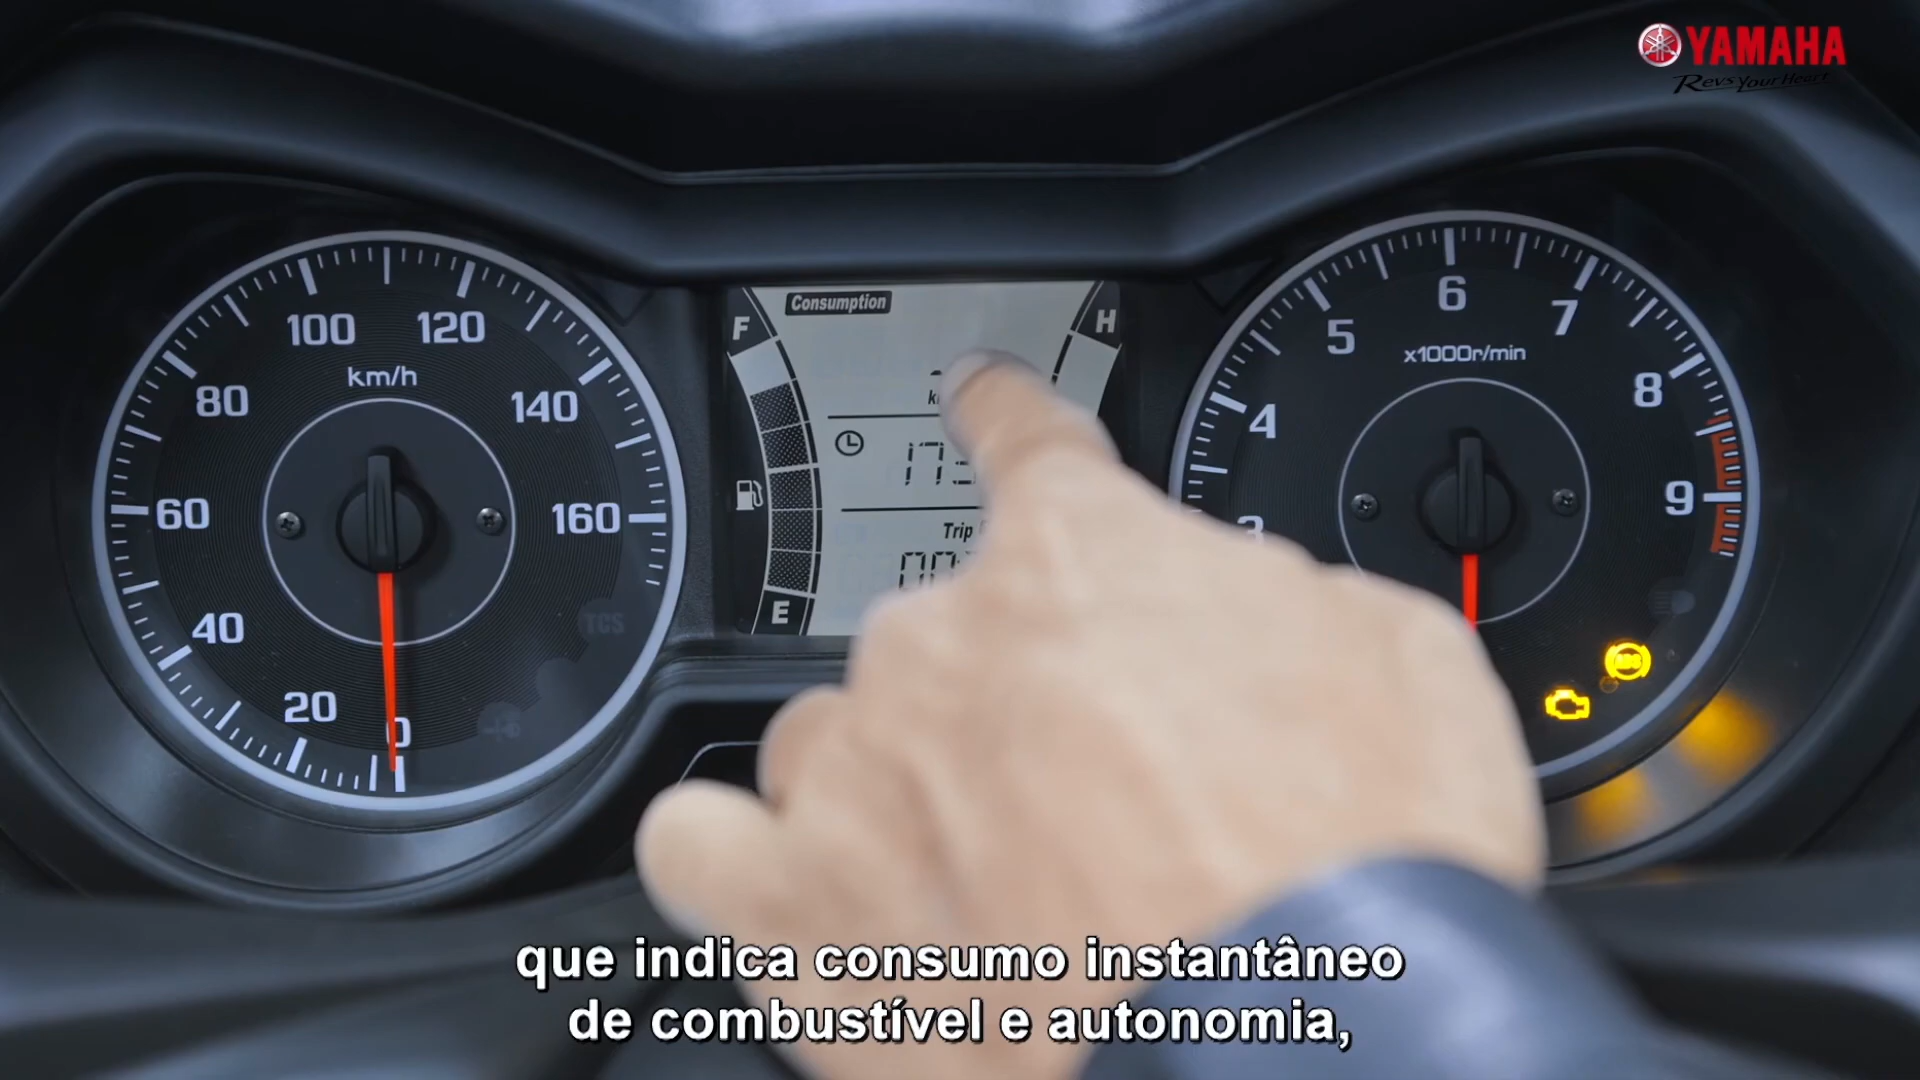 YAMAHA
Revs Your Heart
100
120
km/h
80
140
60
160
40
TCS
20
0
Consumption
F
H
Trip
E
6
5
7
x1000r/min
8
4
9
3
ABS
que indica consumo instantâneo
de combustível e autonomia,